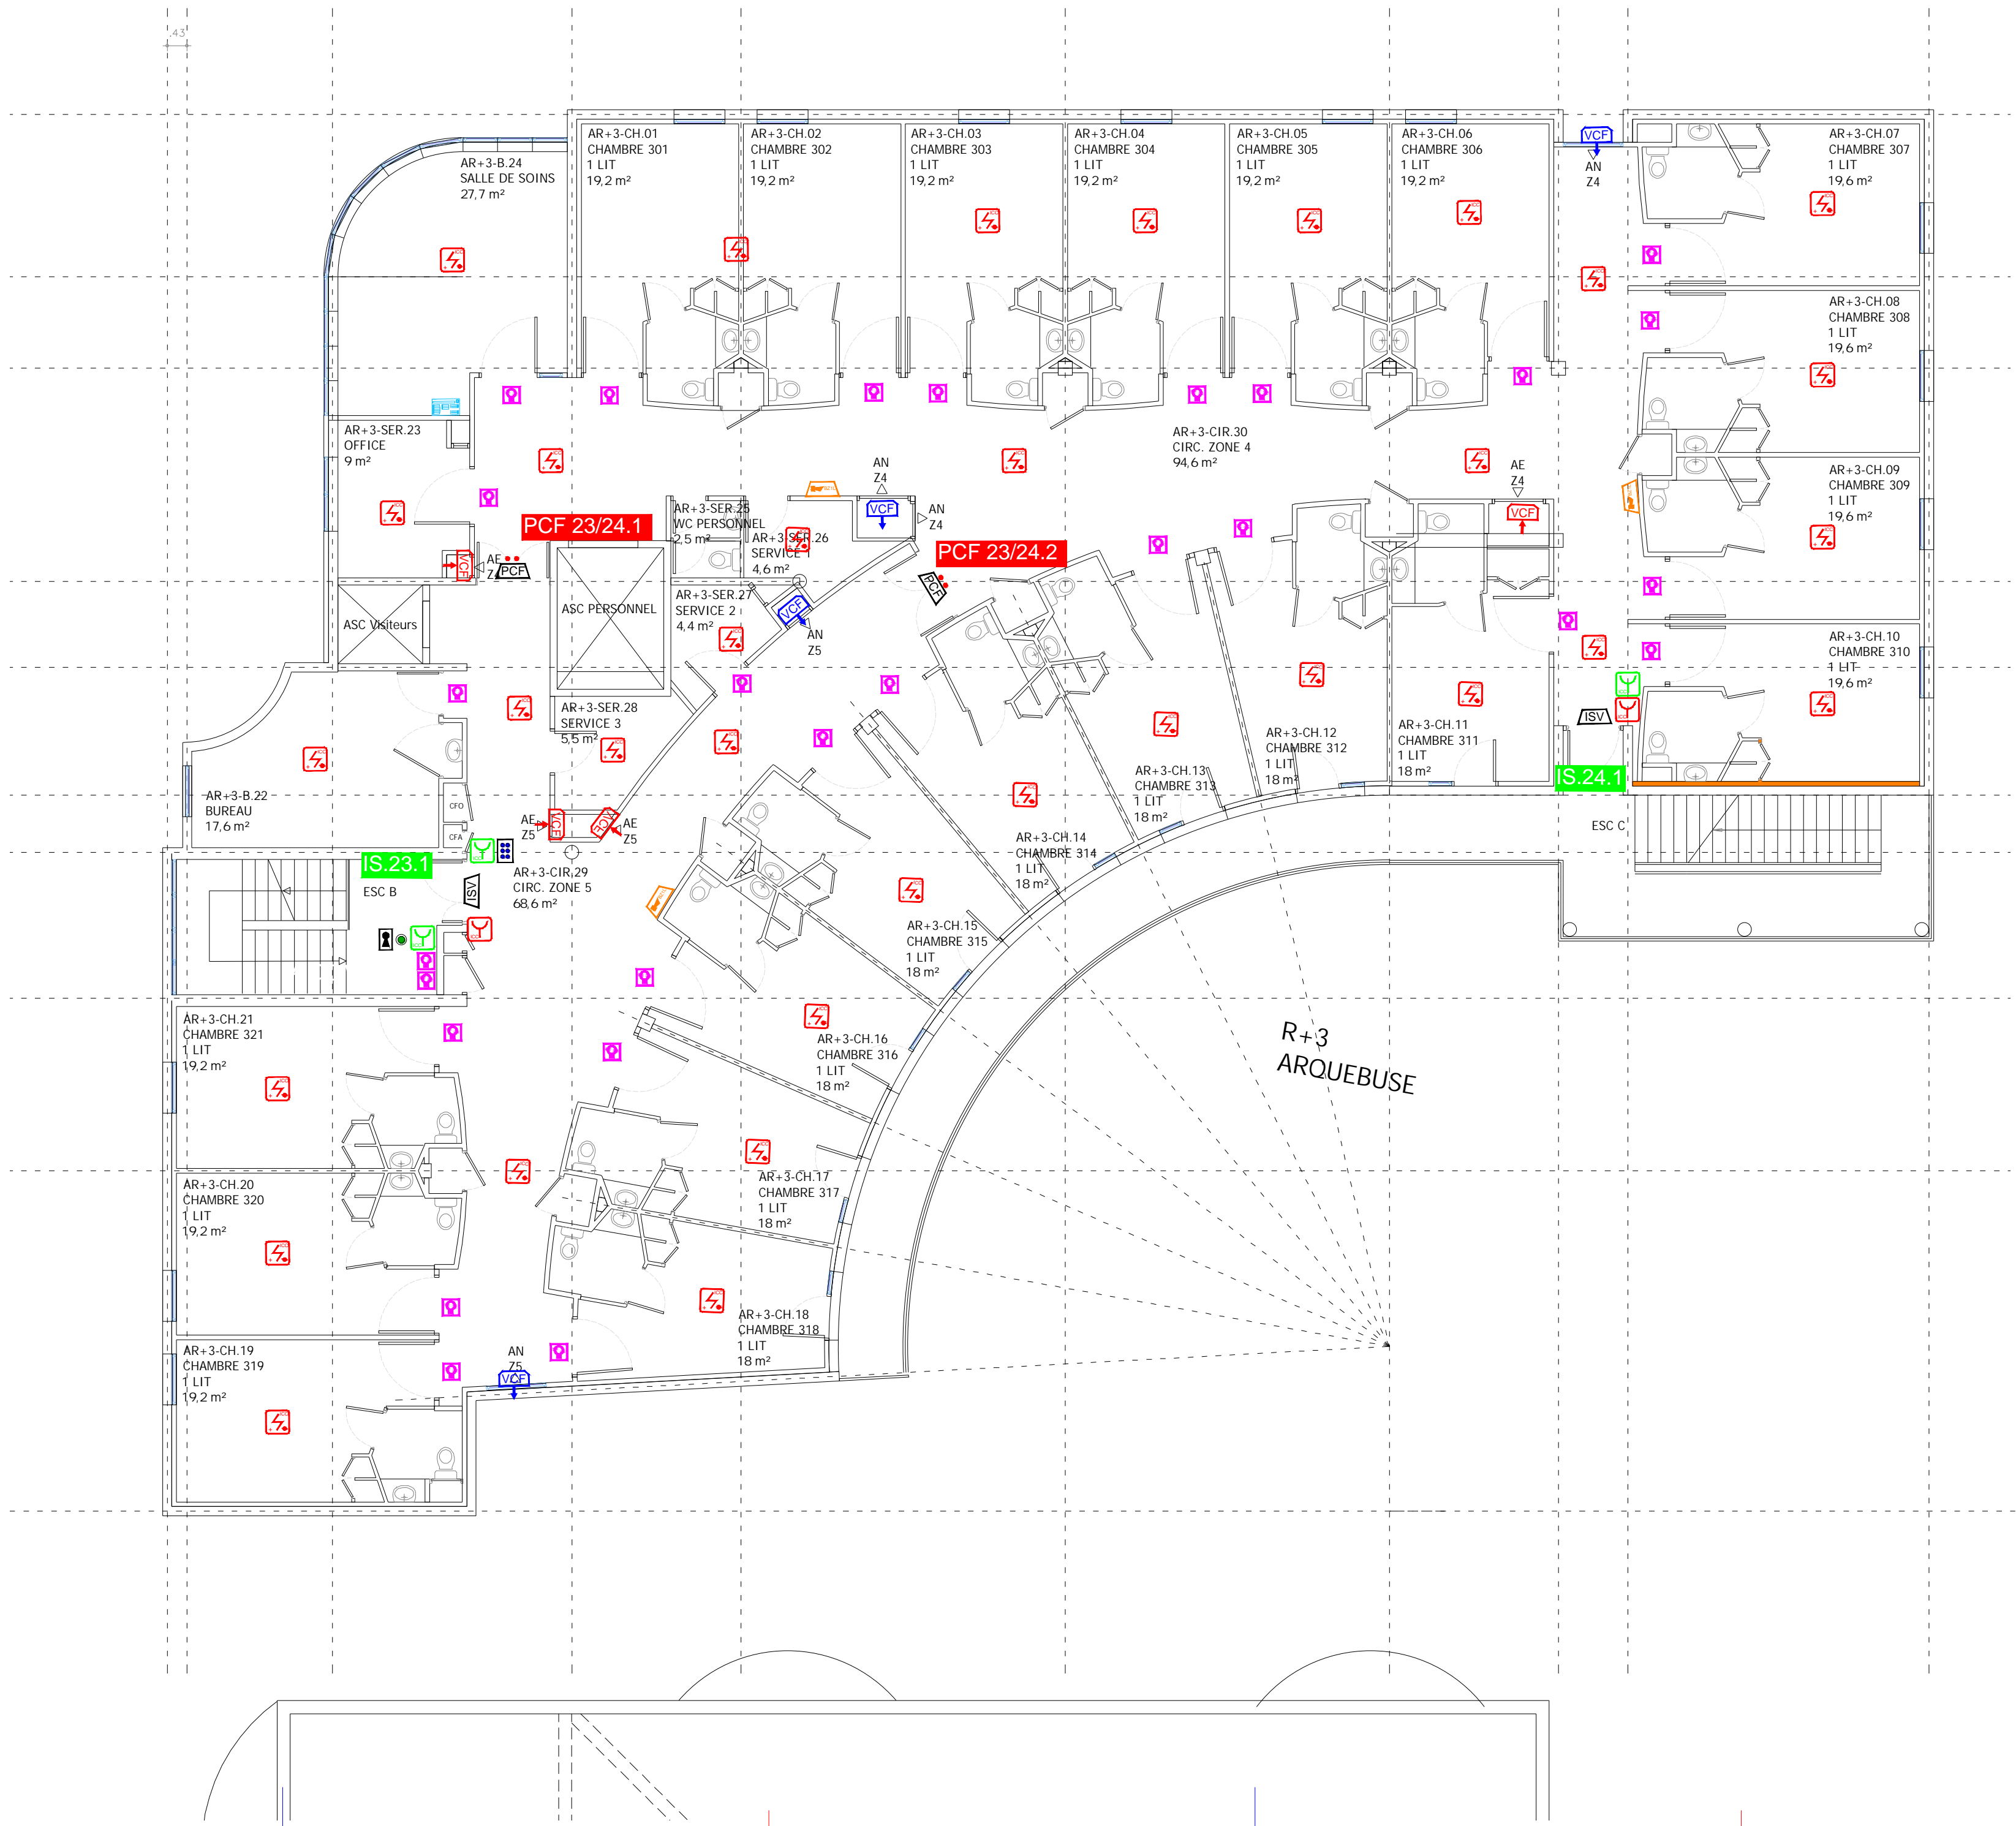 .43
AR+3-B.24
SALLE DE SOINS
27,7 m²
AR+3-CH.01
CHAMBRE 301
1 LIT
19,2 m²
AR+3-CH.02
CHAMBRE 302
1 LIT
19,2 m²
AR+3-CH.03
CHAMBRE 303
1 LIT
19,2 m²
AR+3-CH.04
CHAMBRE 304
1 LIT
19,2 m²
AR+3-CH.05
CHAMBRE 305
1 LIT
19,2 m²
AR+3-CH.06
CHAMBRE 306
1 LIT
19,2 m²
VCF
AN
Z4
AR+3-CH.07
CHAMBRE 307
1 LIT
19,6 m²
AR+3-CH.08
CHAMBRE 308
1 LIT
19,6 m²
AR+3-CH.09
CHAMBRE 309
1 LIT
19,6 m²
AR+3-CH.10
CHAMBRE 310
1 LIT
19,6 m²
AR+3-SER.23
OFFICE
9 m²
AR+3-CIR.30
CIRC. ZONE 4
94,6 m²
AN
Z4
VCF
AN
Z4
AE
Z4
VCF
PCF 23/24.1
AR+3-SER.25
WC PERSONNEL
2,5 m²
AR+3-SER.26
SERVICE 1
4,6 m²
PCF 23/24.2
VCF
AE
PCF
PCF
ASC Visiteurs
ASC PERSONNEL
AR+3-SER.27
SERVICE 2
4,4 m²
VCF
AN
Z5
AR+3-SER.28
SERVICE 3
5,5 m²
AR+3-B.22
BUREAU
17,6 m²
CFO
CFA
AE
Z5
VCF
VCF
AE
Z5
AR+3-CH.11
CHAMBRE 311
1 LIT
18 m²
AR+3-CH.12
CHAMBRE 312
1 LIT
18 m²
AR+3-CH.13
CHAMBRE 313
1 LIT
18 m²
AR+3-CH.14
CHAMBRE 314
1 LIT
18 m²
AR+3-CH.15
CHAMBRE 315
1 LIT
18 m²
AR+3-CH.16
CHAMBRE 316
1 LIT
18 m²
AR+3-CH.17
CHAMBRE 317
1 LIT
18 m²
AR+3-CH.18
CHAMBRE 318
1 LIT
18 m²
ISV
IS.24.1
ESC C
IS.23.1
ESC B
ISV
AR+3-CIR.29
CIRC. ZONE 5
68,6 m²
AR+3-CH.21
CHAMBRE 321
1 LIT
19,2 m²
AR+3-CH.20
CHAMBRE 320
1 LIT
19,2 m²
AR+3-CH.19
CHAMBRE 319
1 LIT
19,2 m²
AN
Z5
VCF
R+3
ARQUEBUSE